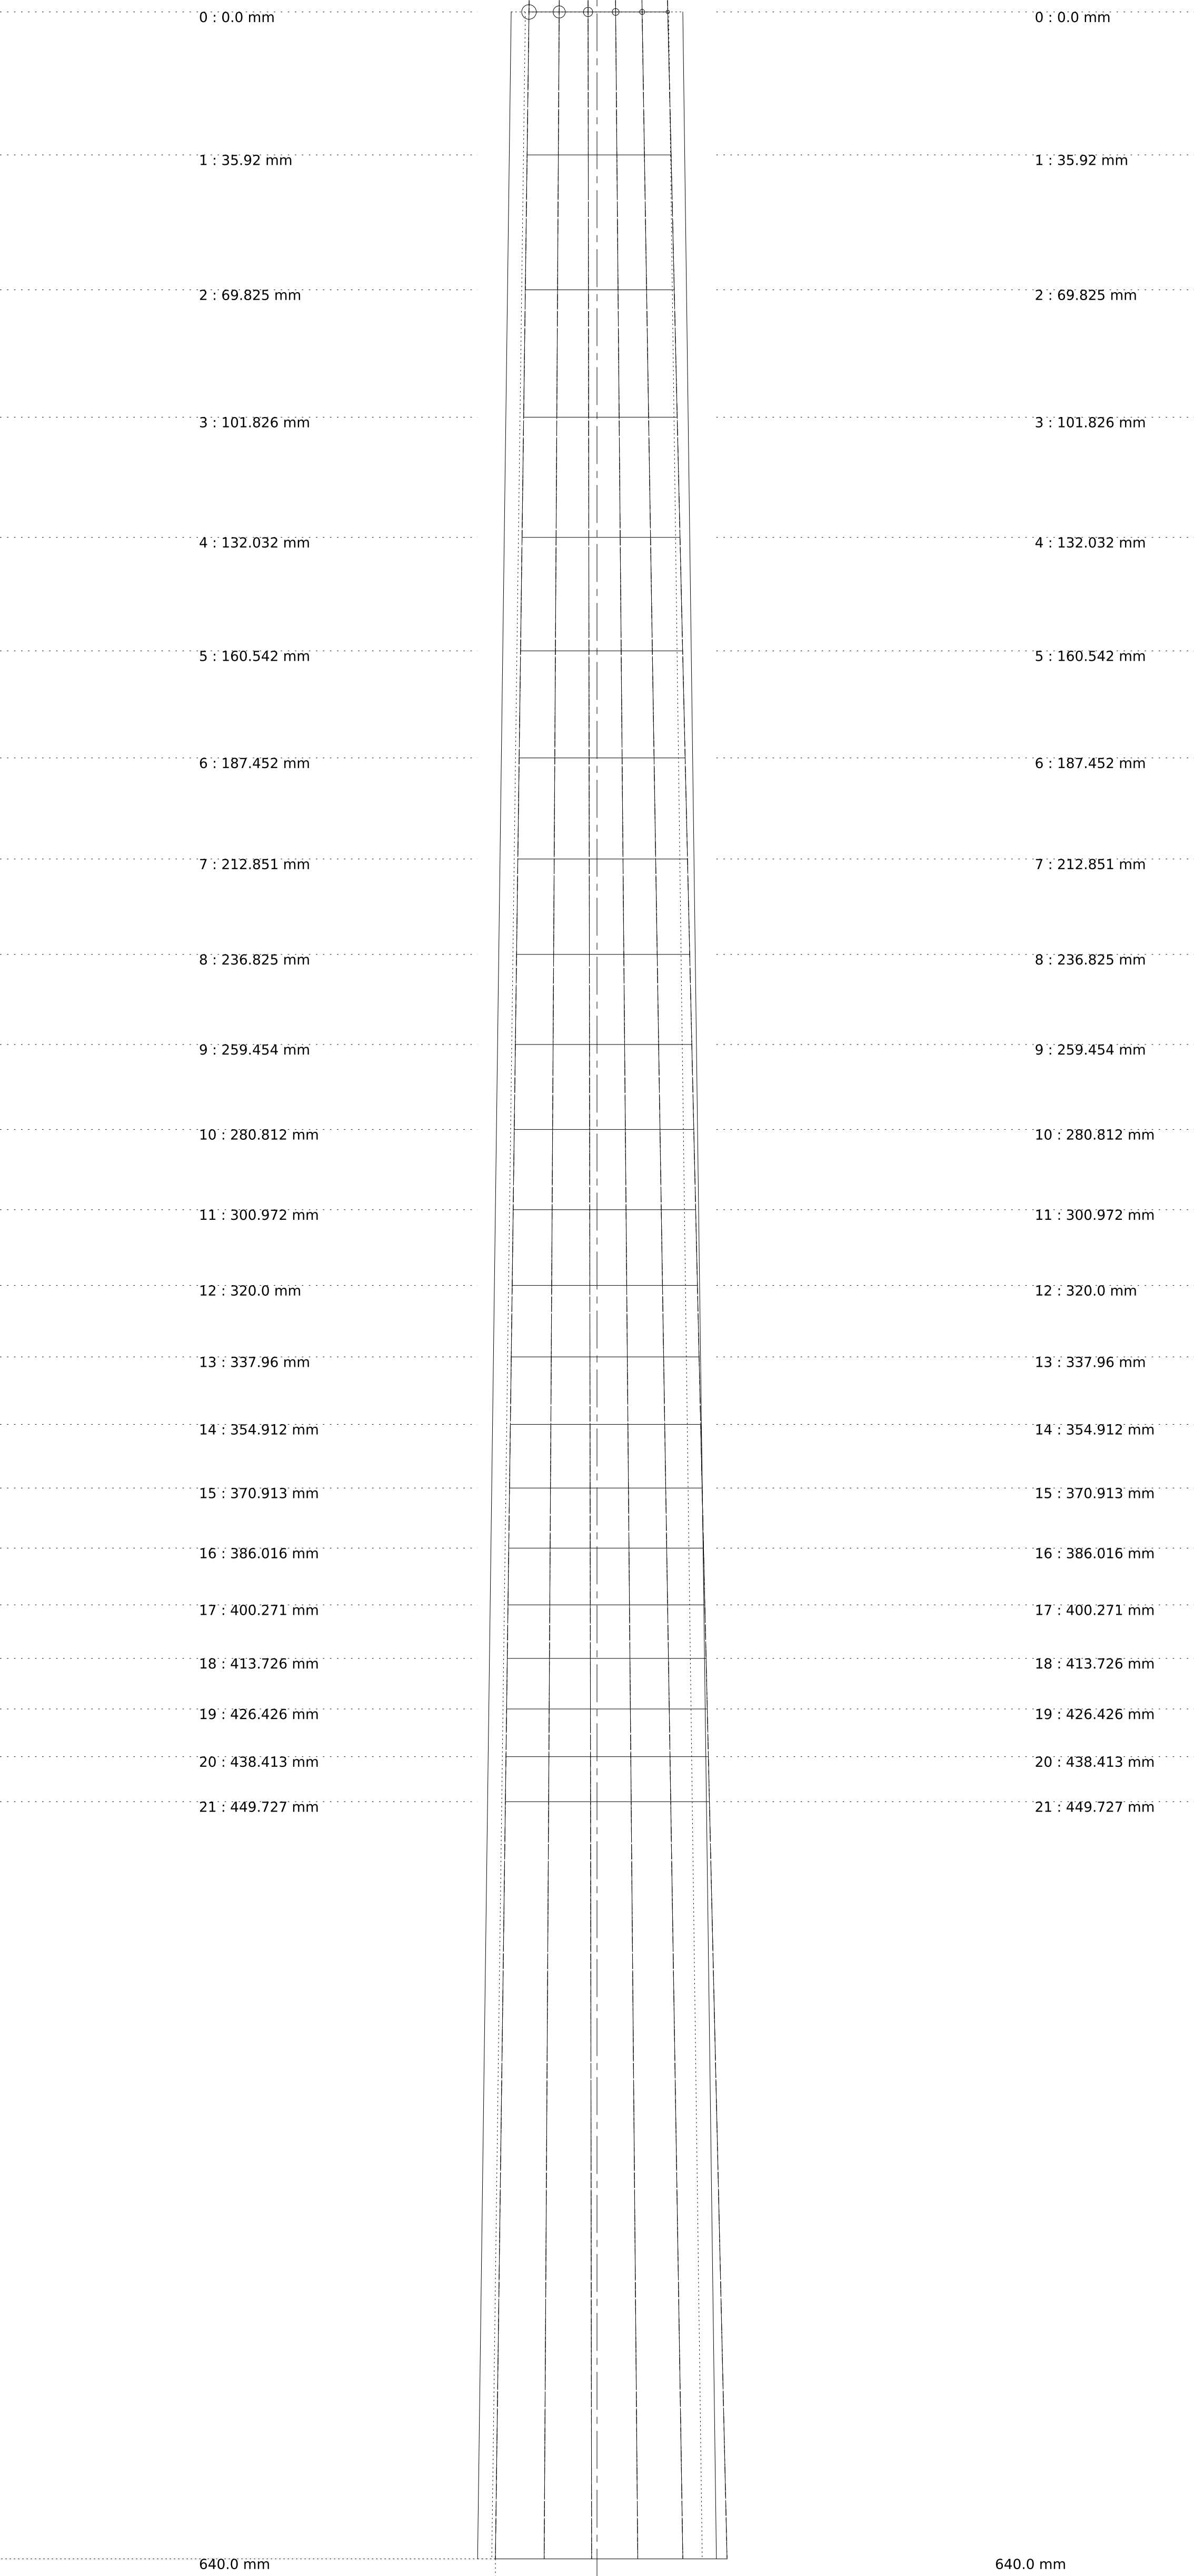 0 : 0.0 mm 0 : 0.0 mm
1 : 35.92 mm 1 : 35.92 mm
2 : 69.825 mm 2 : 69.825 mm
3 : 101.826 mm 3 : 101.826 mm
4 : 132.032 mm 4 : 132.032 mm
5 : 160.542 mm 5 : 160.542 mm
6 : 187.452 mm 6 : 187.452 mm
7 : 212.851 mm 7 : 212.851 mm
8 : 236.825 mm 8 : 236.825 mm
9 : 259.454 mm 9 : 259.454 mm
10 : 280.812 mm 10 : 280.812 mm
11 : 300.972 mm 11 : 300.972 mm
12 : 320.0 mm 12 : 320.0 mm
13 : 337.96 mm 13 : 337.96 mm
14 : 354.912 mm 14 : 354.912 mm
15 : 370.913 mm 15 : 370.913 mm
16 : 386.016 mm 16 : 386.016 mm
17 : 400.271 mm 17 : 400.271 mm
18 : 413.726 mm 18 : 413.726 mm
19 : 426.426 mm 19 : 426.426 mm
20 : 438.413 mm 20 : 438.413 mm
21 : 449.727 mm 21 : 449.727 mm
640.0 mm 640.0 mm